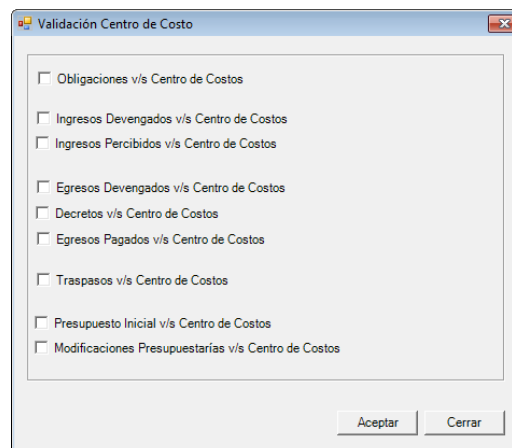 Validación Centro de Costo
Obligaciones v/s Centro de Costos
Ingresos Devengados v/s Centro de Costos
Ingresos Percibidos v/s Centro de Costos
Egresos Devengados v/s Centro de Costos
Decretos v/s Centro de Costos
Egresos Pagados v/s Centro de Costos
Traspasos v/s Centro de Costos
Presupuesto Inicial v/s Centro de Costos
Modificaciones Presupuestarías v/s Centro de Costos
Aceptar Cerrar